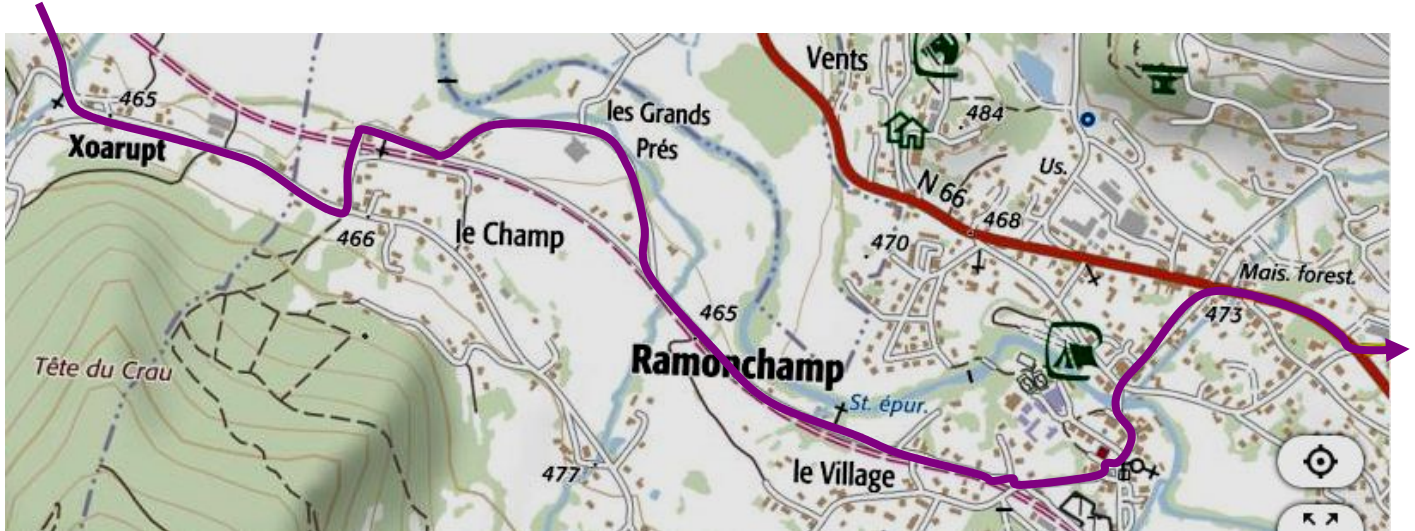 Vents
465
les Grands
Prés
484
Xoarupt
Us.
N 66
468
466
le Champ
470
Mais. forest.
465
473
Tête du Crau
Ramonchamp
St. épur.
477
le Village